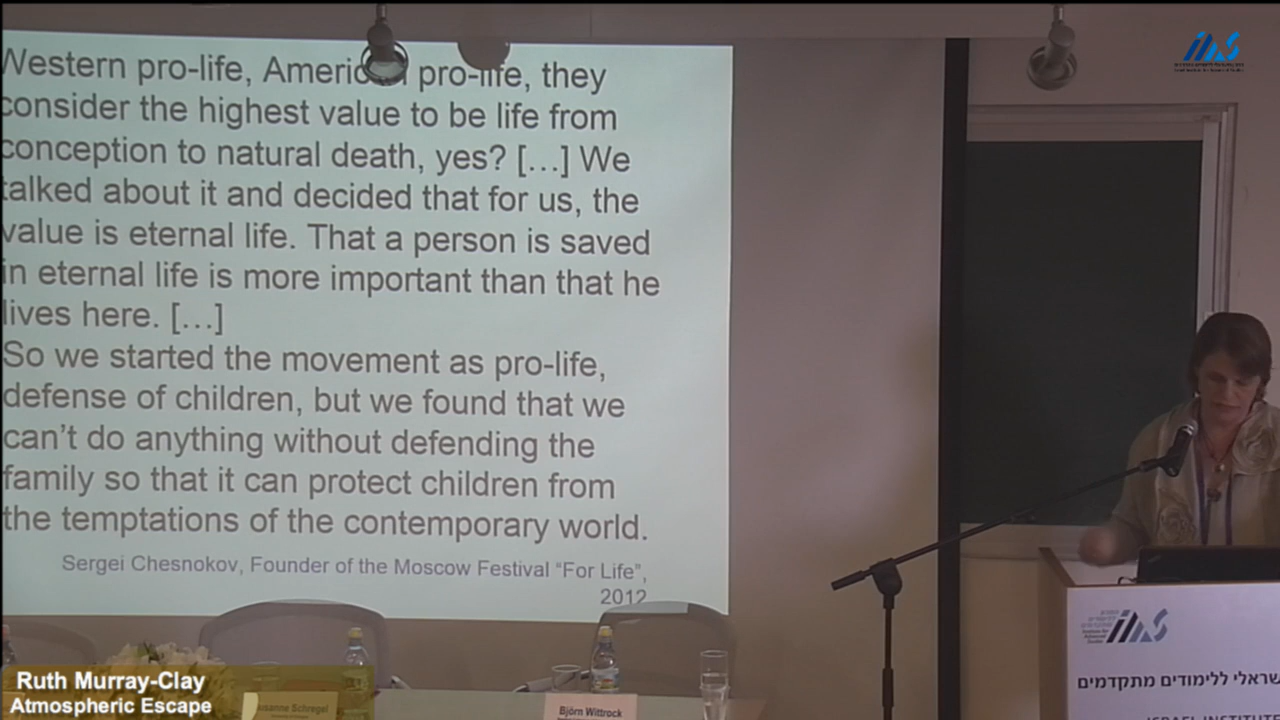 Western pro-life, American pro-life, they
consider the highest value to be life from
conception to natural death, yes? […] We
talked about it and decided that for us, the
value is eternal life. That a person is saved
in eternal life is more important than that he
lives here. […]
So we started the movement as pro-life,
defense of children, but we found that we
can’t do anything without defending the
family so that it can protect children from
the temptations of the contemporary world.
Sergei Chesnokov, Founder of the Moscow Festival “For Life”,
2012
Ruth Murray-Clay
Atmospheric Escape
Schregel
Björn Wittrock
IIAS
שראלי ללימודים מתקדמים
ISRAEL INSTITUTE